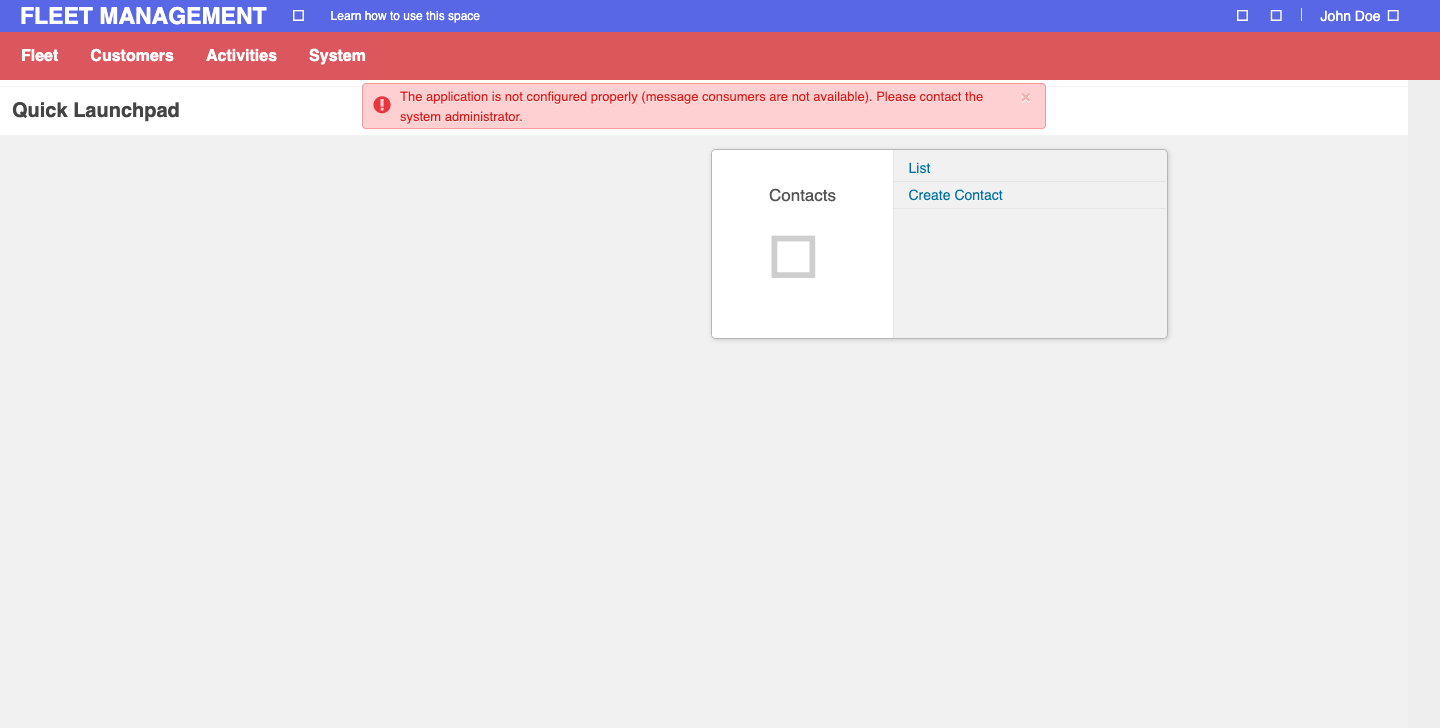 FLEET MANAGEMENT
Learn how to use this space
John Doe
Fleet
Customers
Activities
System
The application is not configured properly (message consumers are not available). Please contact the
system administrator.
×
Quick Launchpad
Contacts
List
Create Contact